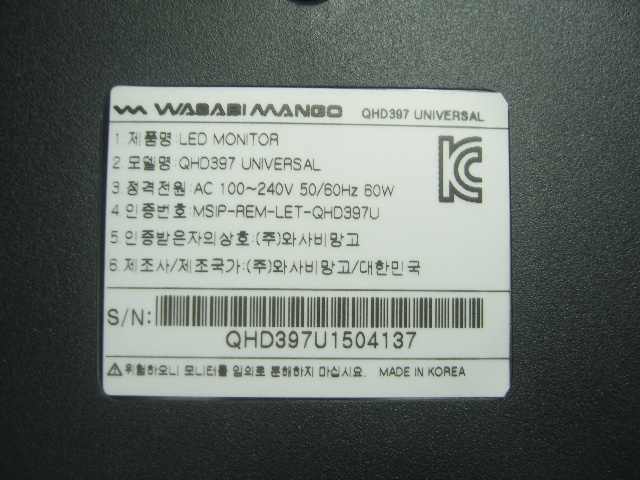 WASABI MANGO QHD397 UNIVERSAL
1. 제품명:LED MONITOR
2. 모델명:QHD397 UNIVERSAL
3. 정격전원:AC 100~240V 50/60Hz 60W
4. 인증번호:MSIP-REM-LET-QHD397U
5. 인증받은자의상호:(주)와사비망고
6. 제조사/제조국가:(주)와사비망고/대한민국
S/N:
QHD397U1504137
위험하오니 모니터를 임의로 분해하지 마십시요. MADE IN KOREA